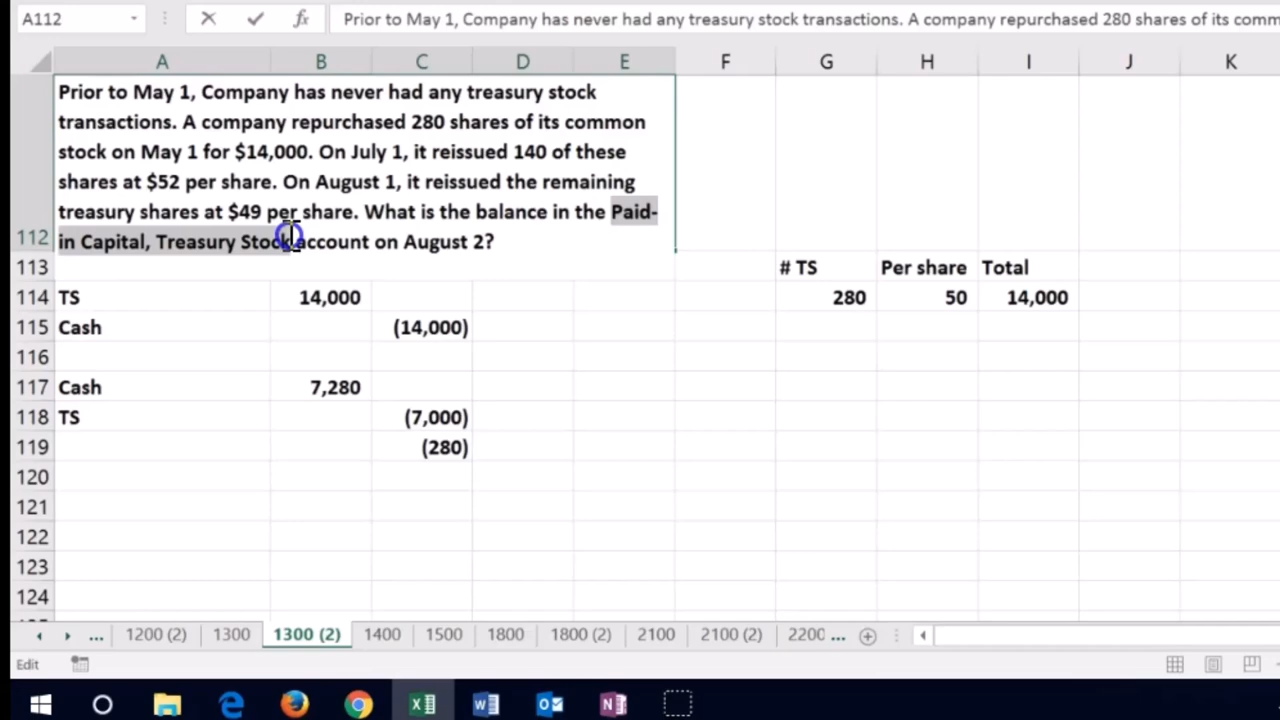 A112 fx Prior to May 1, Company has never had any treasury stock transactions. A company repurchased 280 shares of its comm
A B C D E F G H I J K
112 Prior to May 1, Company has never had any treasury stock
transactions. A company repurchased 280 shares of its common
stock on May 1 for $14,000. On July 1, it reissued 140 of these
shares at $52 per share. On August 1, it reissued the remaining
treasury shares at $49 per share. What is the balance in the Paid-
in Capital, Treasury Stock account on August 2?
113 # TS Per share Total
114 TS 14,000 280 50 14,000
115 Cash (14,000)
116
117 Cash 7,280
118 TS (7,000)
119 (280)
120
121
122
123
124
... 1200 (2) 1300 1300 (2) 1400 1500 1800 1800 (2) 2100 2100 (2) 2200 ...
Edit